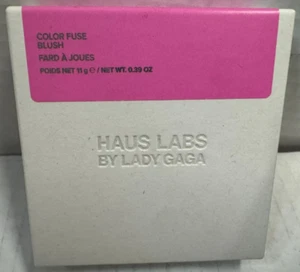 COLOR FUSE
BLUSH
FARD À JOUES
POIDS NET 11 g ℮ / NET WT. 0.39 OZ
HAUS LABS
BY LADY GAGA